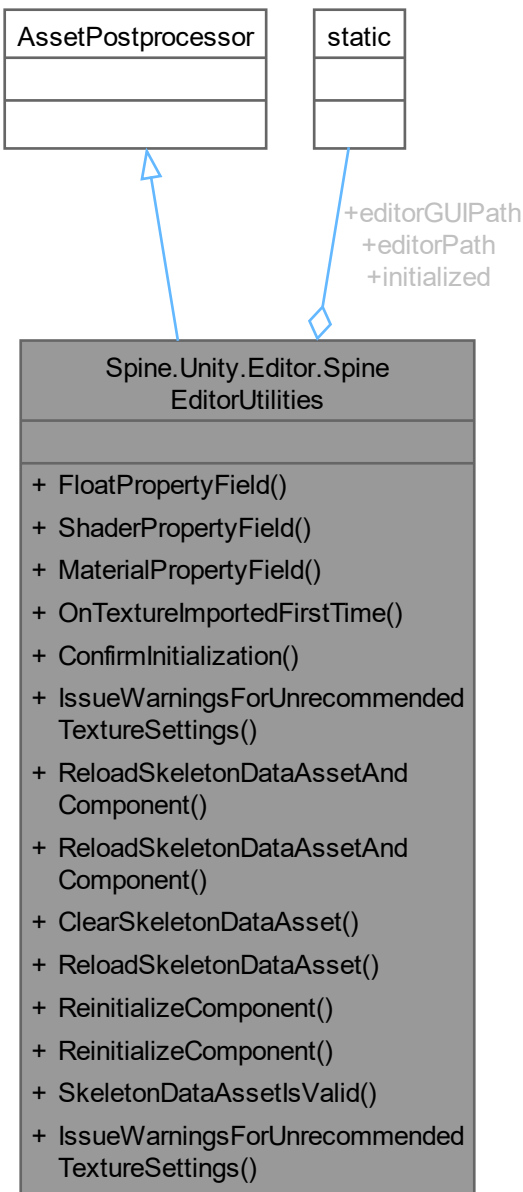 AssetPostprocessor
static
+editorGUIPath
+editorPath
+initialized
Spine.Unity.Editor.Spine
EditorUtilities
+ FloatPropertyField()
+ ShaderPropertyField()
+ MaterialPropertyField()
+ OnTextureImportedFirstTime()
+ ConfirmInitialization()
+ IssueWarningsForUnrecommended
TextureSettings()
+ ReloadSkeletonDataAssetAnd
Component()
+ ReloadSkeletonDataAssetAnd
Component()
+ ClearSkeletonDataAsset()
+ ReloadSkeletonDataAsset()
+ ReinitializeComponent()
+ ReinitializeComponent()
+ SkeletonDataAssetIsValid()
+ IssueWarningsForUnrecommended
TextureSettings()